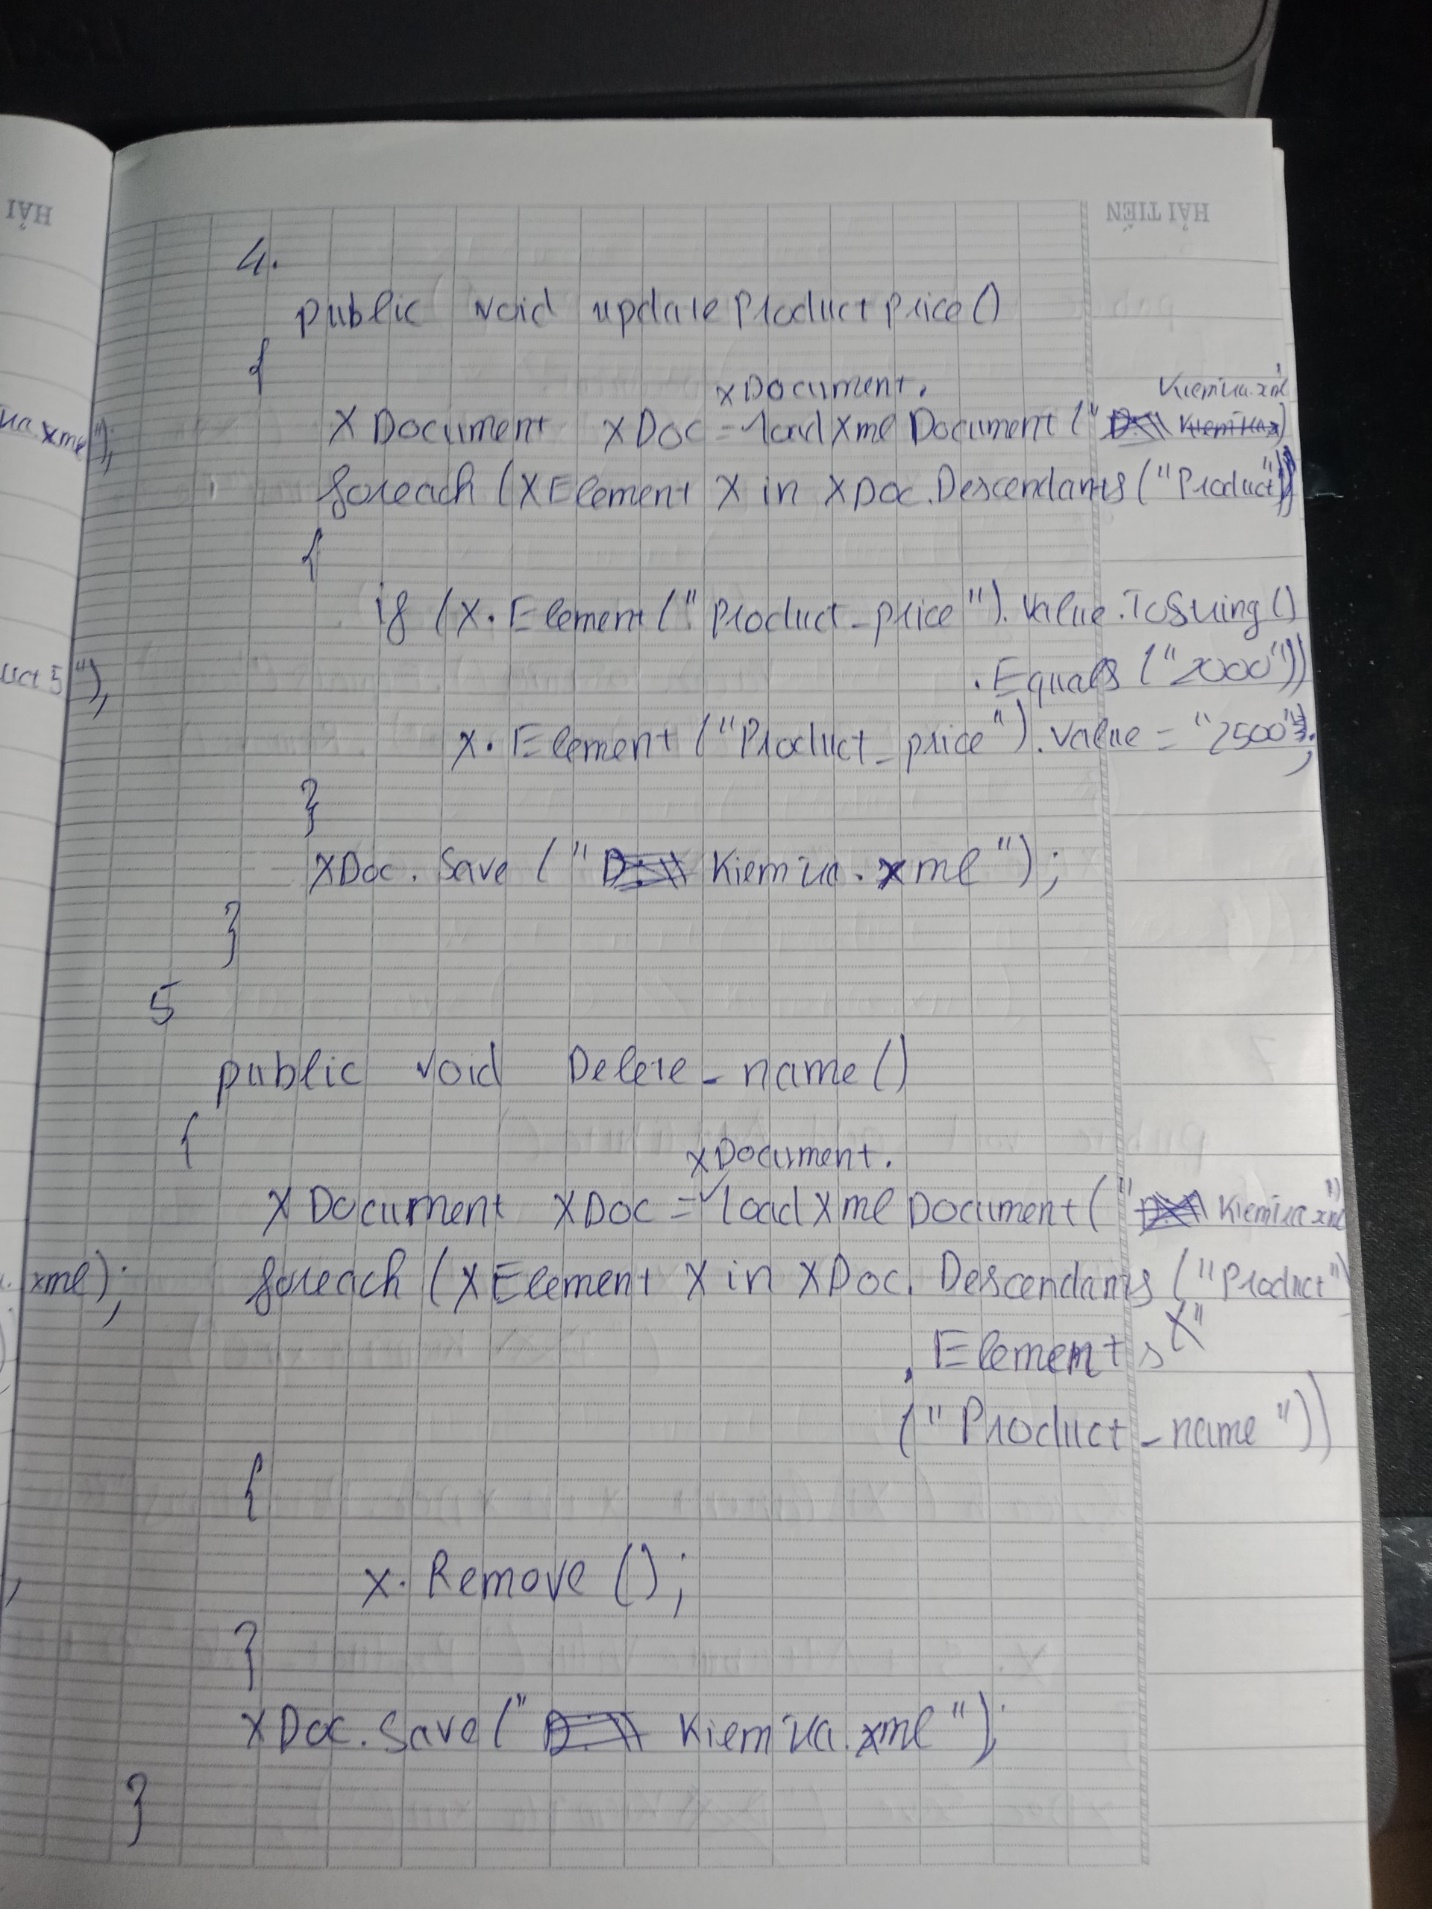 HẢI
HẢI TIẾN
4.
public void updateProductprice()
{
XDocument.
Kiemtra.xml"
XDocument XDoc = loadXmlDocument("
foreach (XElement X in XDoc.Descendants("Product"))
{
if (X.Element("Product_price").Value.ToString()
.Equals("2000"))
X.Element("Product_price").value = "2500";
}
XDoc.Save("Kiemtra.xml");
}
5
public void Delete_name()
{
XDocument.
XDocument XDoc = loadXmlDocument("Kiemtra.xml")
foreach (XElement X in XDoc.Descendants("Product")
.Elements
("Product_name"))
{
X.Remove();
}
XDoc.Save("Kiemtra.xml");
}
xml");
uct5"),
xml);